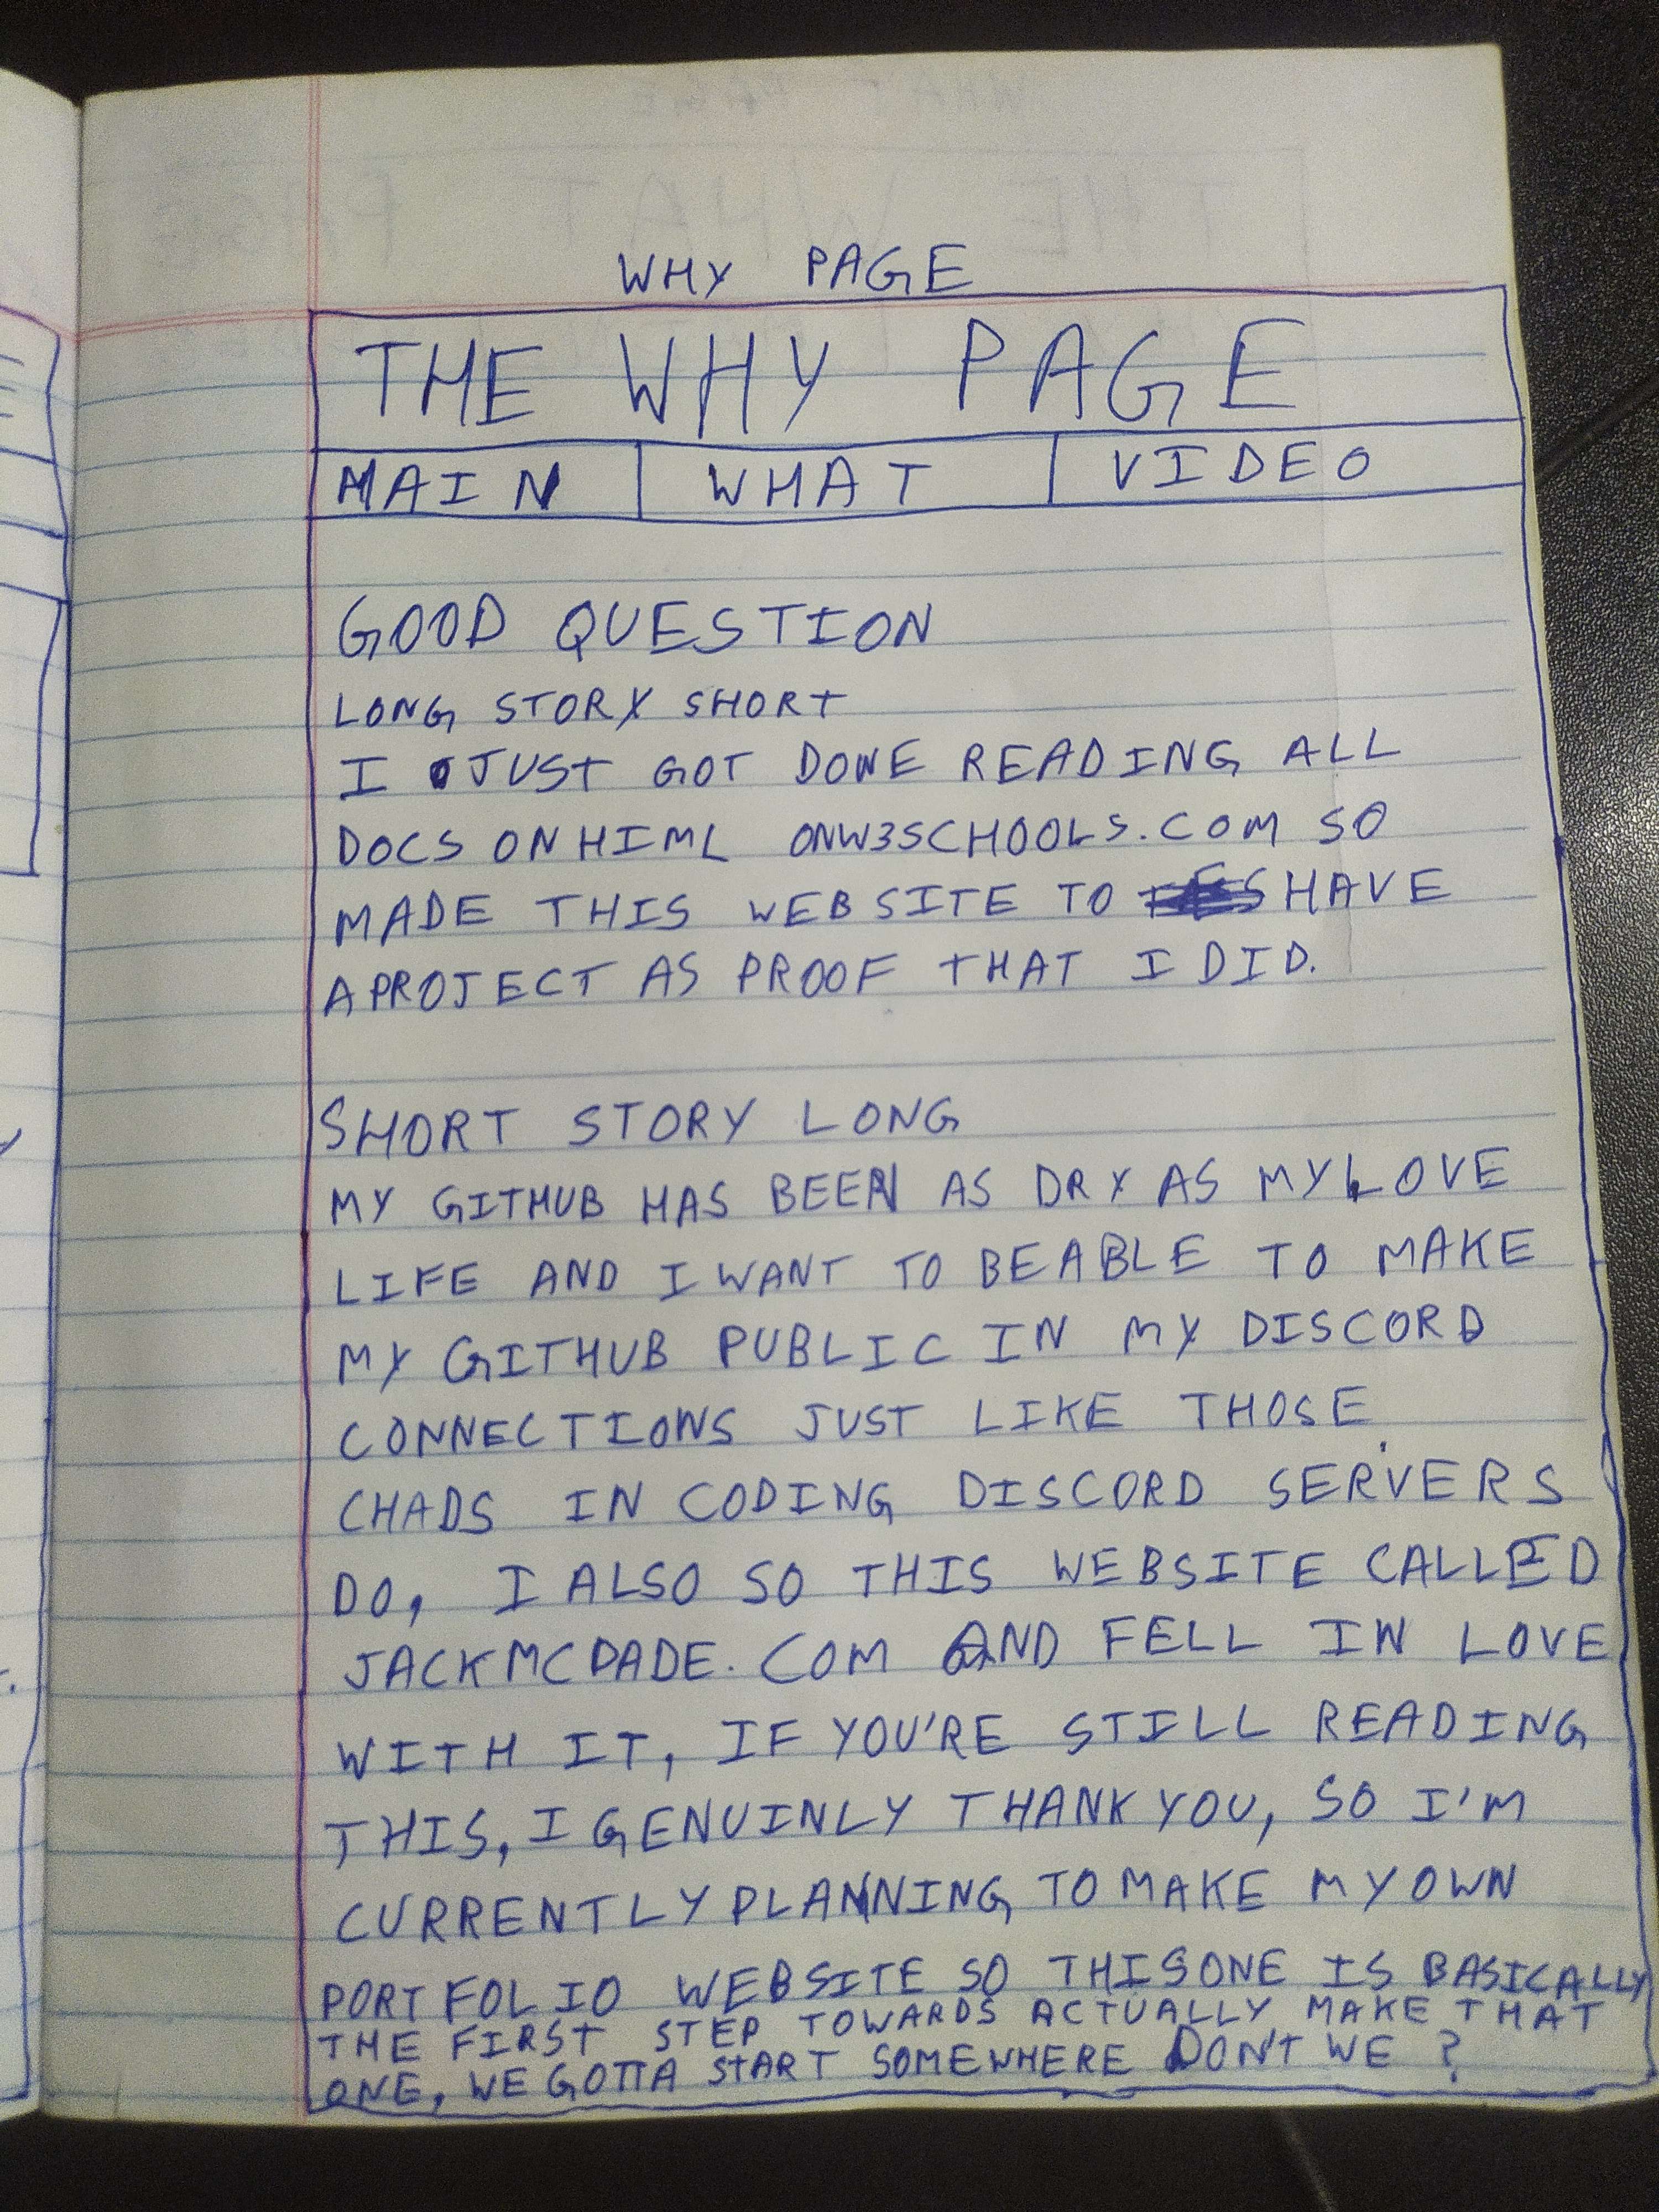 WHY PAGE
THE WHY PAGE
MAIN WHAT VIDEO
GOOD QUESTION
LONG STORY SHORT
I JUST GOT DONE READING ALL
DOCS ON HTML ON W3SCHOOLS.COM SO
MADE THIS WEBSITE TO HAVE
A PROJECT AS PROOF THAT I DID.
SHORT STORY LONG
MY GITHUB HAS BEEN AS DRY AS MY LOVE
LIFE AND I WANT TO BE ABLE TO MAKE
MY GITHUB PUBLIC IN MY DISCORD
CONNECTIONS JUST LIKE THOSE
CHADS IN CODING DISCORD SERVERS
DO, I ALSO SO THIS WEBSITE CALLED
JACKMCDADE.COM AND FELL IN LOVE
WITH IT, IF YOU'RE STILL READING
THIS, I GENUINLY THANK YOU, SO I'M
CURRENTLY PLANNING TO MAKE MY OWN
PORTFOLIO WEBSITE SO THIS ONE IS BASICALLY
THE FIRST STEP TOWARDS ACTUALLY MAKE THAT
ONE, WE GOTTA START SOMEWHERE DON'T WE ?